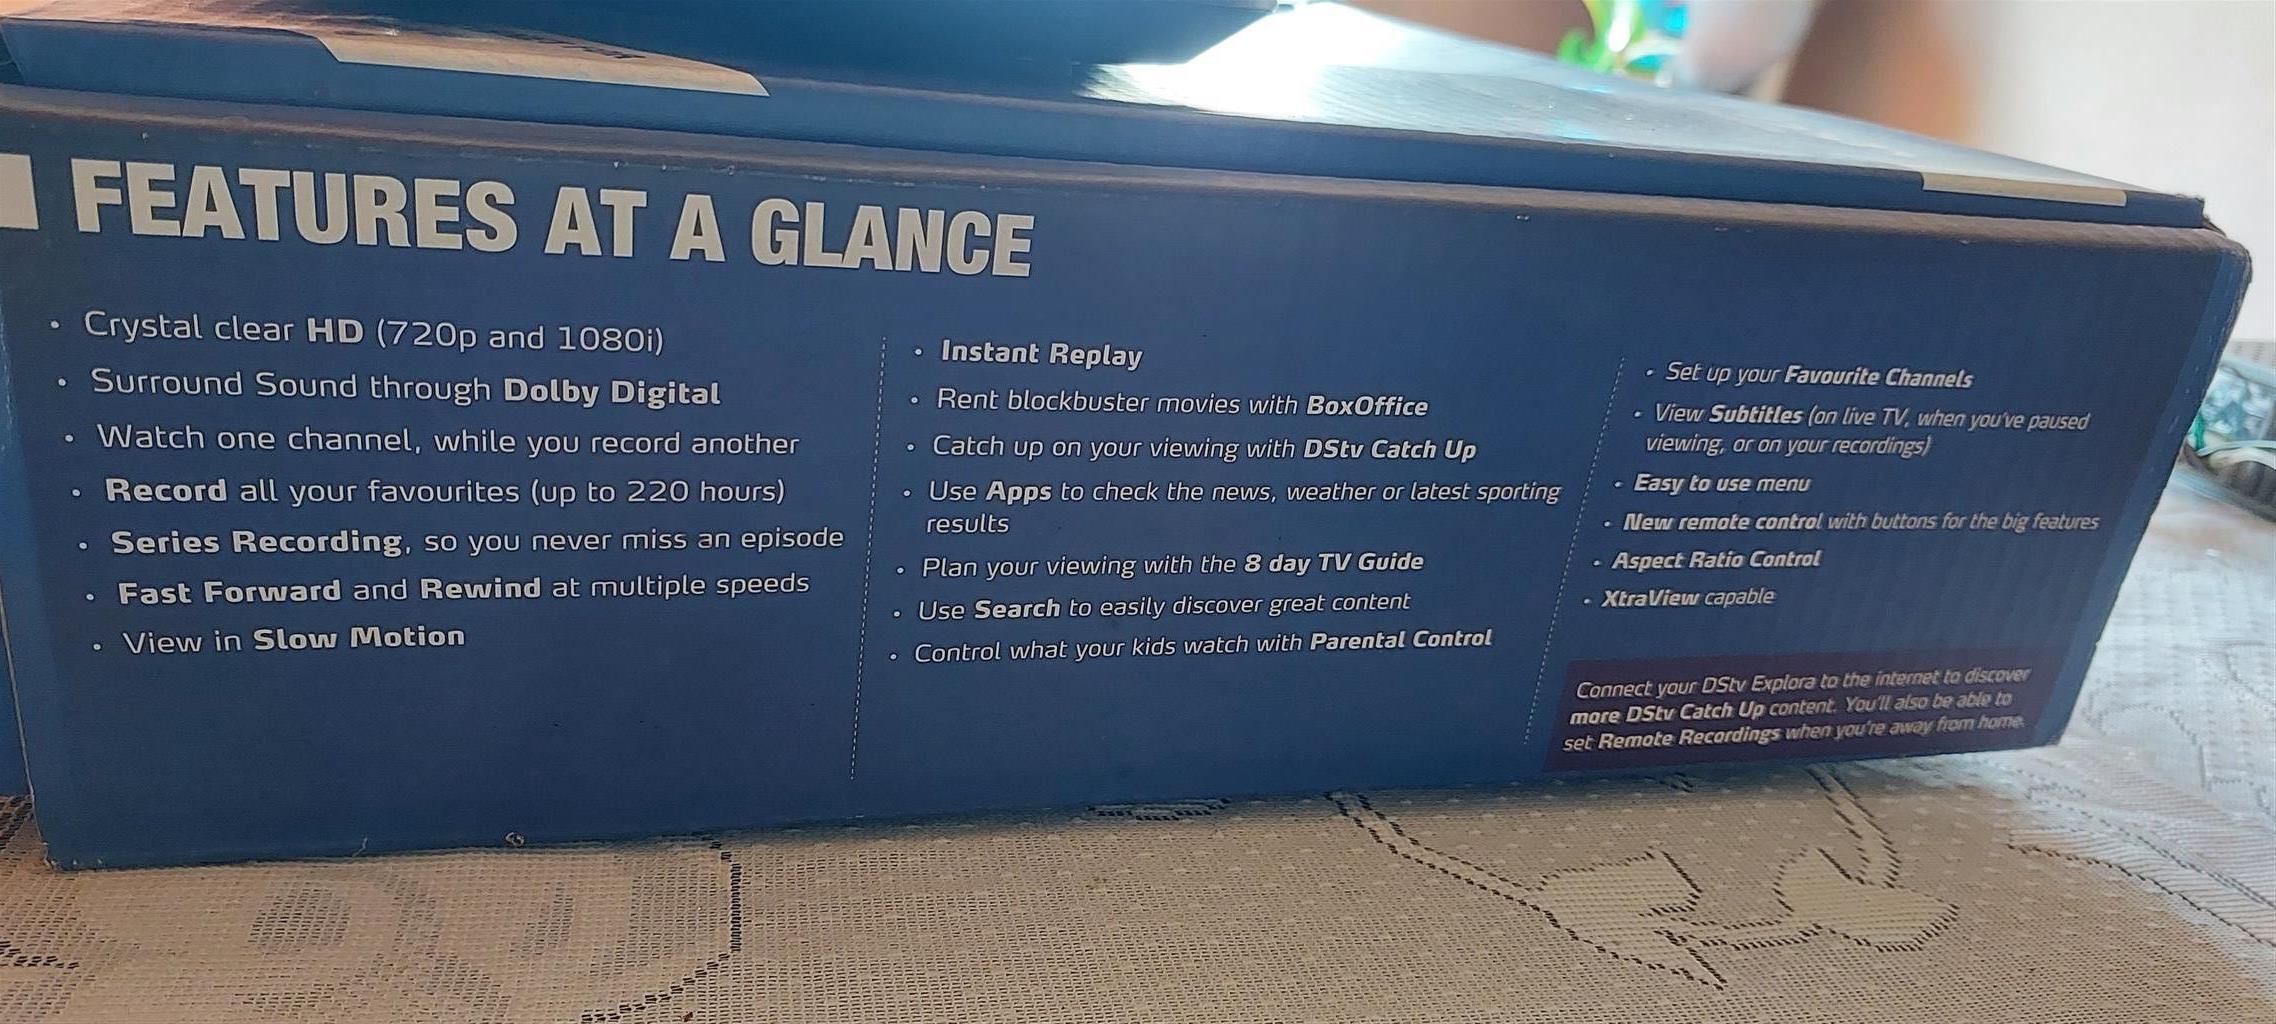 FEATURES AT A GLANCE
• Crystal clear HD (720p and 1080i)
• Surround Sound through Dolby Digital
• Watch one channel, while you record another
• Record all your favourites (up to 220 hours)
• Series Recording, so you never miss an episode
• Fast Forward and Rewind at multiple speeds
• View in Slow Motion
• Instant Replay
• Rent blockbuster movies with BoxOffice
• Catch up on your viewing with DStv Catch Up
• Use Apps to check the news, weather or latest sporting
results
• Plan your viewing with the 8 day TV Guide
• Use Search to easily discover great content
• Control what your kids watch with Parental Control
• Set up your Favourite Channels
• View Subtitles (on live TV, when you've paused
viewing, or on your recordings)
• Easy to use menu
• New remote control with buttons for the big features
• Aspect Ratio Control
• XtraView capable
Connect your DStv Explora to the internet to discover
more DStv Catch Up content. You'll also be able to
set Remote Recordings when you're away from home.